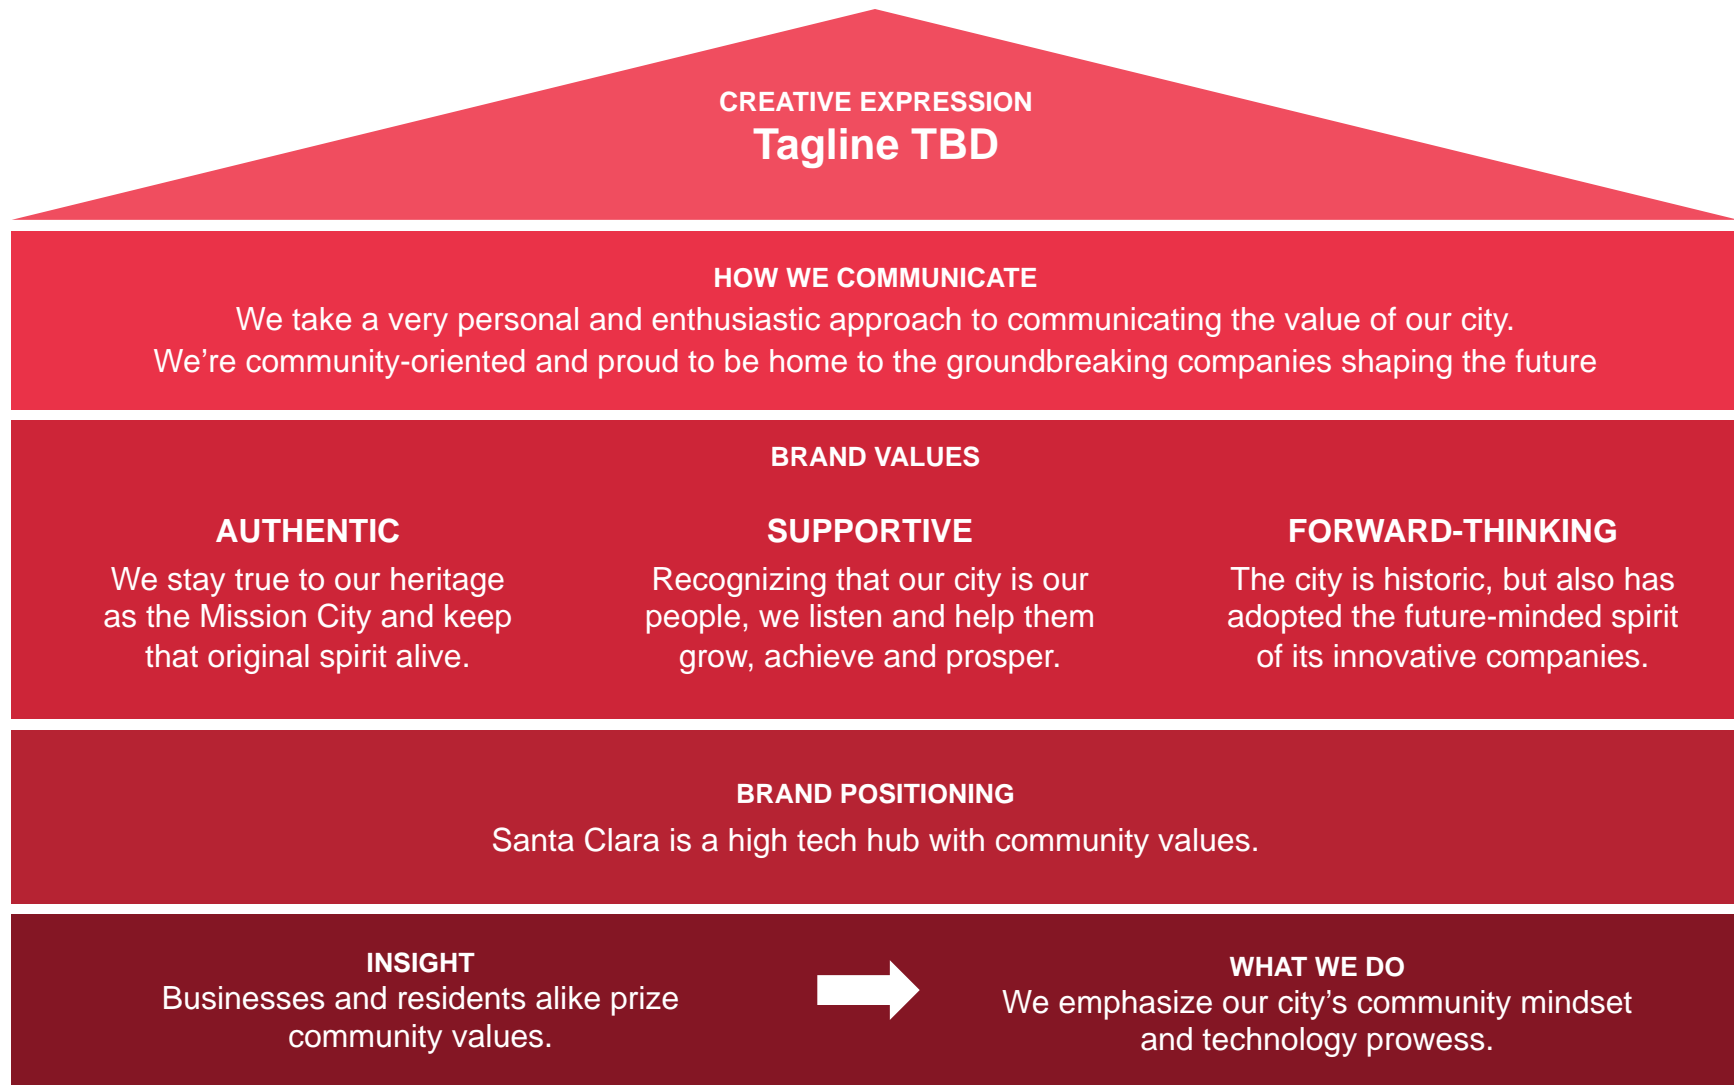 CREATIVE EXPRESSION
Tagline TBD
HOW WE COMMUNICATE
We take a very personal and enthusiastic approach to communicating the value of our city.
We’re community-oriented and proud to be home to the groundbreaking companies shaping the future
BRAND VALUES
AUTHENTIC
We stay true to our heritage
as the Mission City and keep
that original spirit alive.
SUPPORTIVE
Recognizing that our city is our
people, we listen and help them
grow, achieve and prosper.
FORWARD-THINKING
The city is historic, but also has
adopted the future-minded spirit
of its innovative companies.
BRAND POSITIONING
Santa Clara is a high tech hub with community values.
INSIGHT
Businesses and residents alike prize
community values.
WHAT WE DO
We emphasize our city’s community mindset
and technology prowess.